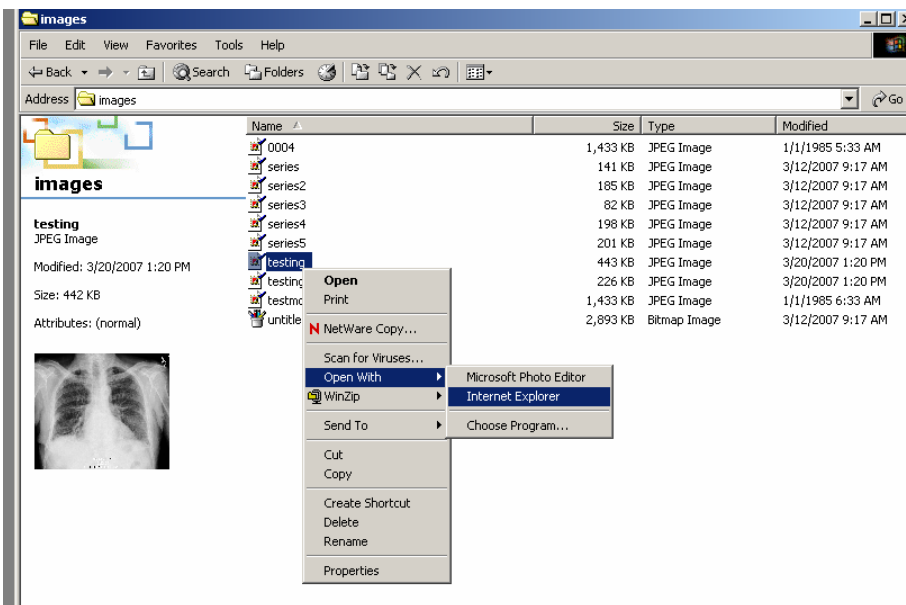 images
File Edit View Favorites Tools Help
Back Search Folders
Address images Go
Name Size Type Modified
0004 1,433 KB JPEG Image 1/1/1985 5:33 AM
series 141 KB JPEG Image 3/12/2007 9:17 AM
series2 185 KB JPEG Image 3/12/2007 9:17 AM
series3 82 KB JPEG Image 3/12/2007 9:17 AM
series4 198 KB JPEG Image 3/12/2007 9:17 AM
series5 201 KB JPEG Image 3/12/2007 9:17 AM
testing 443 KB JPEG Image 3/20/2007 1:20 PM
testing 226 KB JPEG Image 3/20/2007 1:20 PM
testmo 1,433 KB JPEG Image 1/1/1985 6:33 AM
untitle 2,893 KB Bitmap Image 3/12/2007 9:17 AM
images
testing
JPEG Image
Modified: 3/20/2007 1:20 PM
Size: 442 KB
Attributes: (normal)
Open
Print
NetWare Copy...
Scan for Viruses...
Open With
WinZip
Send To
Cut
Copy
Create Shortcut
Delete
Rename
Properties
Microsoft Photo Editor
Internet Explorer
Choose Program...